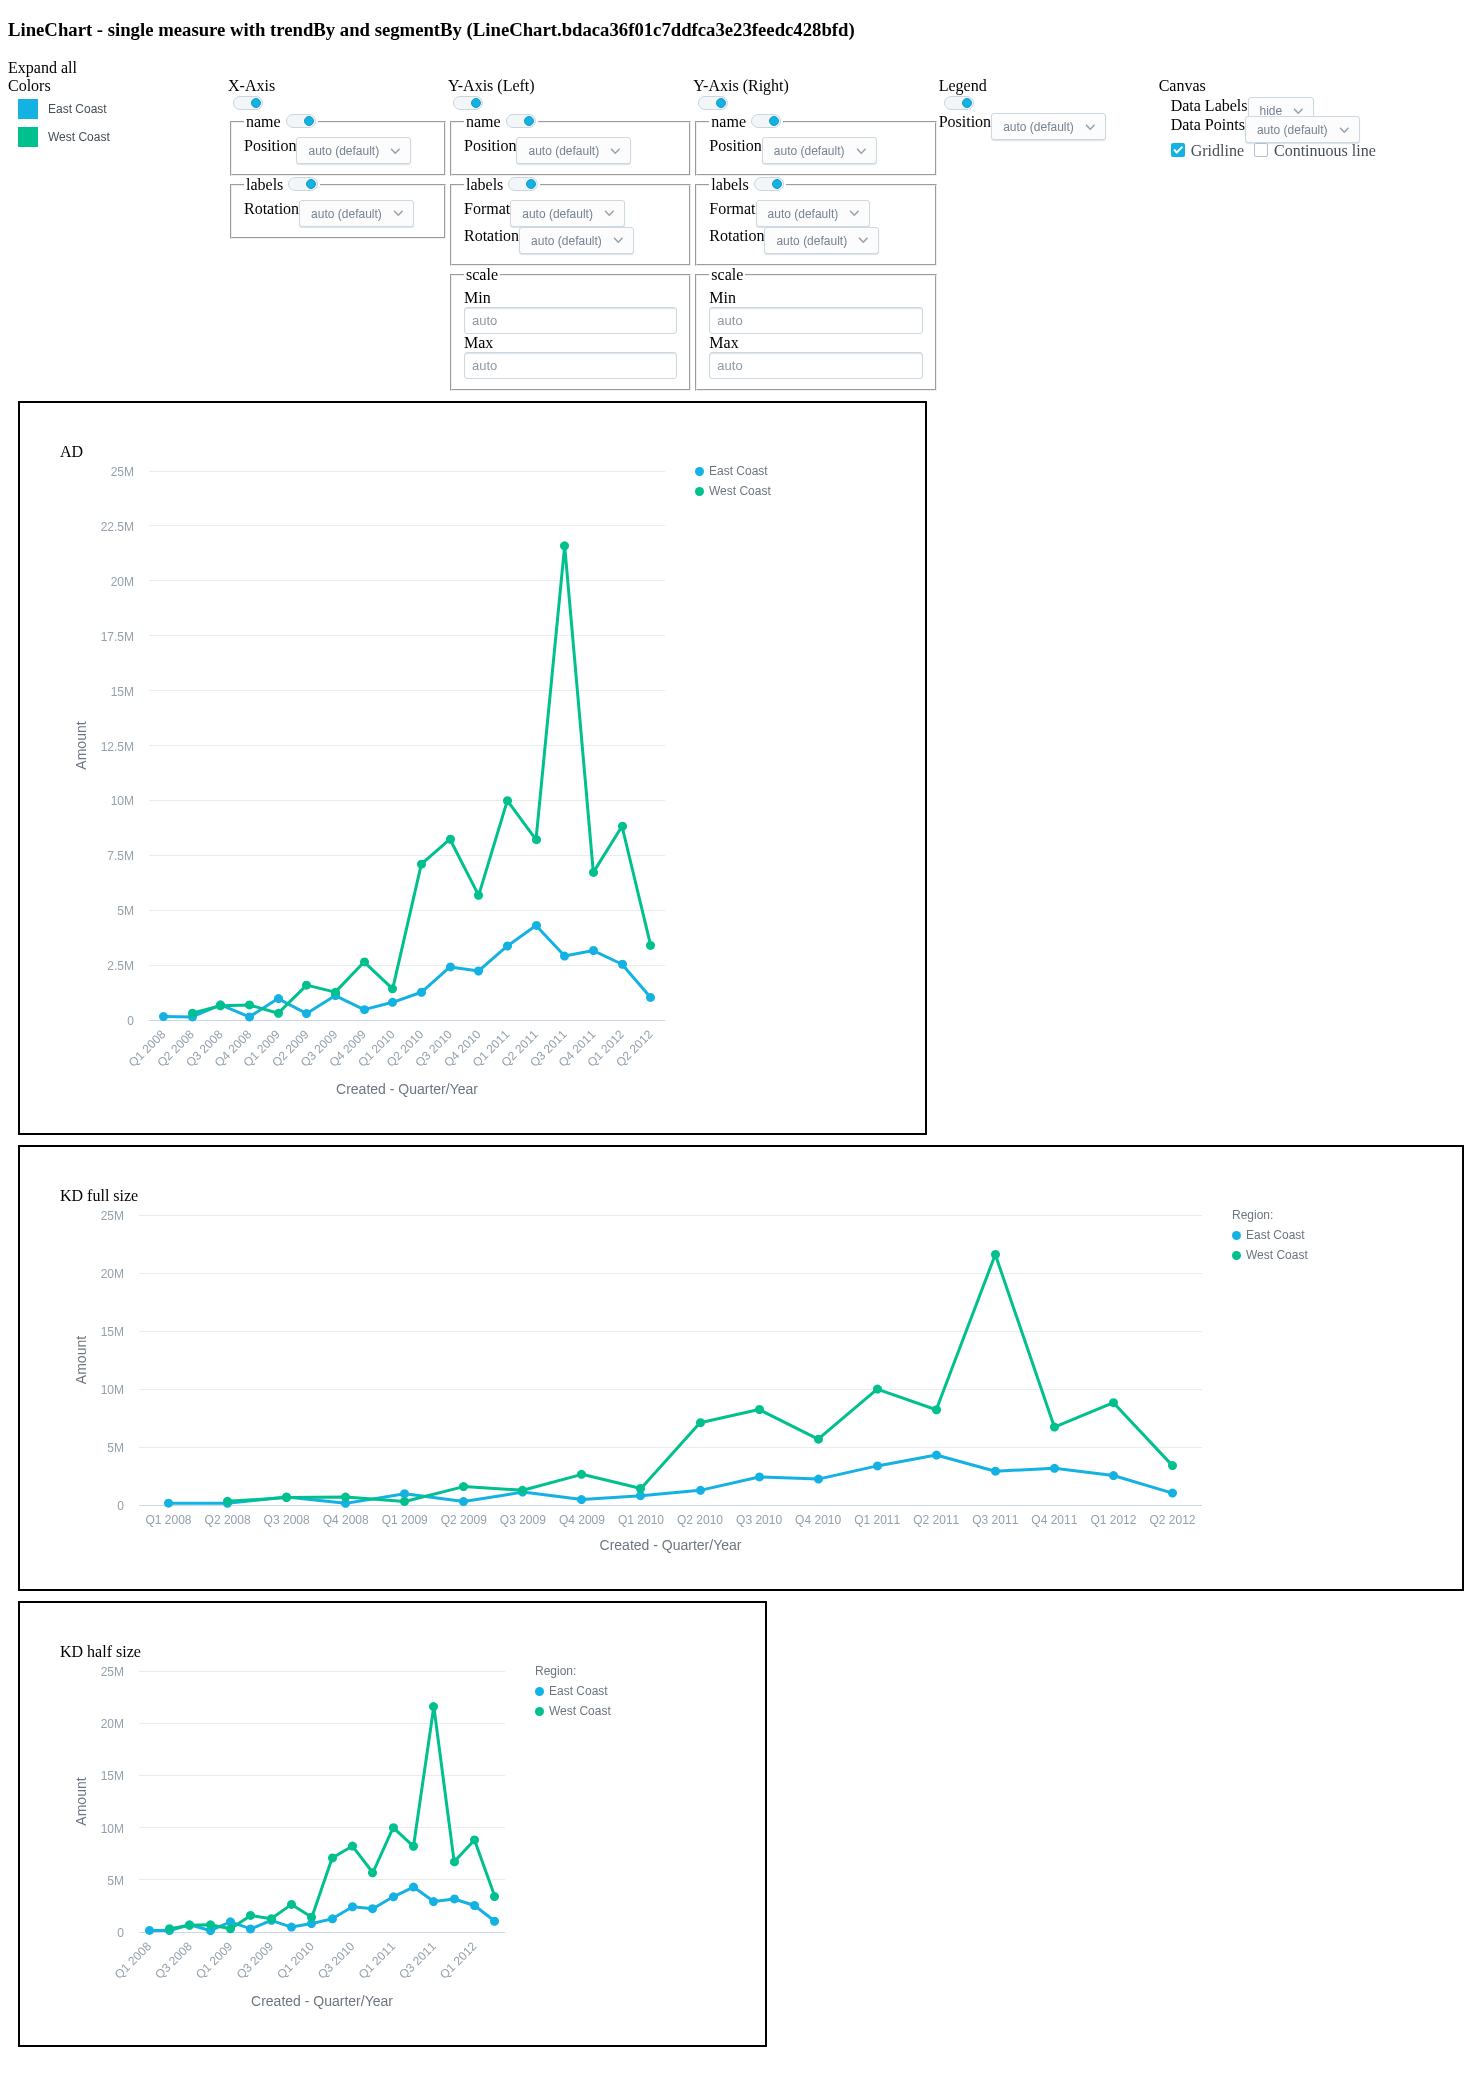 LineChart - single measure with trendBy and segmentBy (LineChart.bdaca36f01c7ddfca3e23feedc428bfd)
Expand all
Colors
East Coast
West Coast
X-Axis
name
Position auto (default)
labels
Rotation auto (default)
Y-Axis (Left)
name
Position auto (default)
labels
Format auto (default)
Rotation auto (default)
scale
Min
auto
Max
auto
Y-Axis (Right)
name
Position auto (default)
labels
Format auto (default)
Rotation auto (default)
scale
Min
auto
Max
auto
Legend
Position auto (default)
Canvas
Data Labels hide
Data Points auto (default)
Gridline Continuous line
AD
25M
22.5M
20M
17.5M
15M
12.5M
10M
7.5M
5M
2.5M
0
Amount
Q1 2008
Q2 2008
Q3 2008
Q4 2008
Q1 2009
Q2 2009
Q3 2009
Q4 2009
Q1 2010
Q2 2010
Q3 2010
Q4 2010
Q1 2011
Q2 2011
Q3 2011
Q4 2011
Q1 2012
Q2 2012
Created - Quarter/Year
East Coast
West Coast
KD full size
25M
20M
15M
10M
5M
0
Amount
Q1 2008 Q2 2008 Q3 2008 Q4 2008 Q1 2009 Q2 2009 Q3 2009 Q4 2009 Q1 2010 Q2 2010 Q3 2010 Q4 2010 Q1 2011 Q2 2011 Q3 2011 Q4 2011 Q1 2012 Q2 2012
Created - Quarter/Year
Region:
East Coast
West Coast
KD half size
25M
20M
15M
10M
5M
0
Amount
Q1 2008
Q3 2008
Q1 2009
Q3 2009
Q1 2010
Q3 2010
Q1 2011
Q3 2011
Q1 2012
Created - Quarter/Year
Region:
East Coast
West Coast